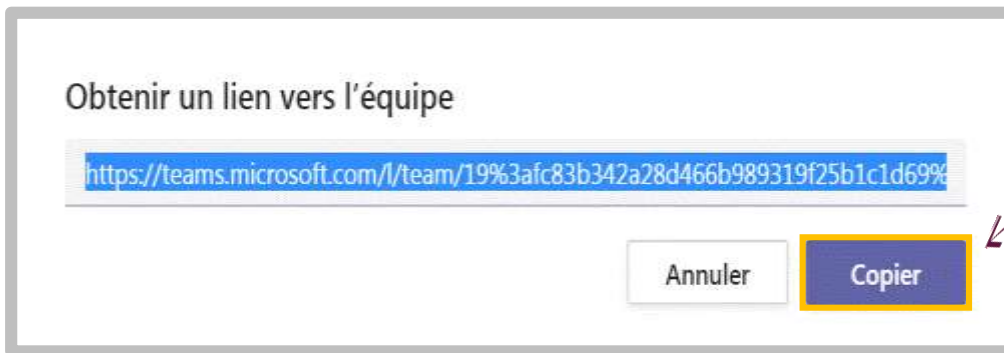 Obtenir un lien vers l'équipe
https://teams.microsoft.com/l/team/19%3afc83b342a28d466b989319f25b1c1d69%
Annuler
Copier